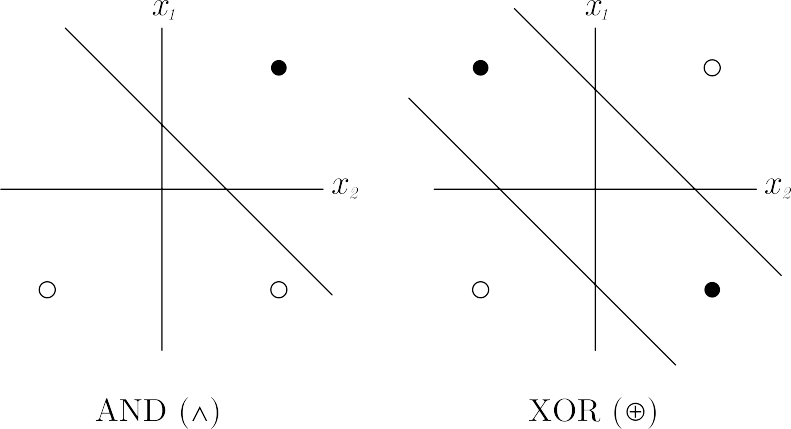 x₁ x₁
x₂ x₂
AND (∧) XOR (⊕)